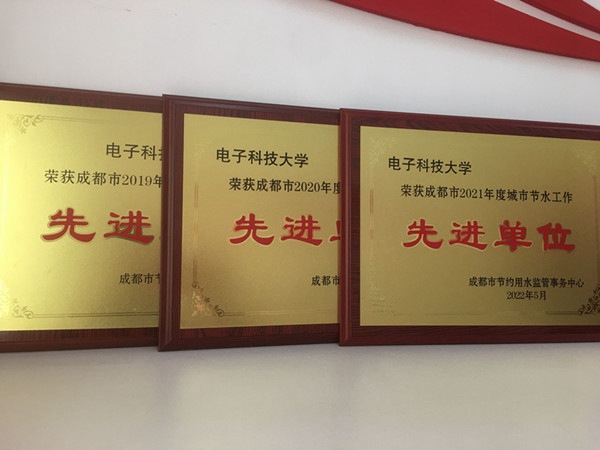 电子科技
荣获成都市2019年
先进
成都市节
电子科技大学
荣获成都市2020年度
先进
成都市
电子科技大学
荣获成都市2021年度城市节水工作
先进单位
成都市节约用水监管事务中心
2022年5月